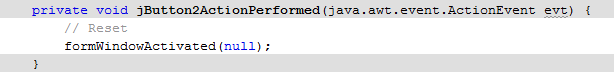 private void jButton2ActionPerformed(java.awt.event.ActionEvent evt) {
// Reset
formWindowActivated(null);
}